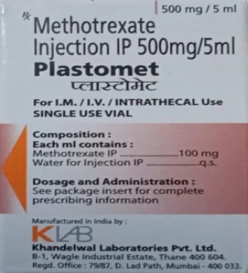 500 mg / 5 ml
Rx Methotrexate
Injection IP 500mg/5ml
Plastomet
प्लास्टोमेट
For I.M. / I.V. / INTRATHECAL Use
SINGLE USE VIAL
Composition :
Each ml contains :
Methotrexate IP ........................100 mg
Water for Injection IP ................q.s.
Dosage and Administration :
See package insert for complete
prescribing information
Manufactured in India by :
KLAB
Khandelwal Laboratories Pvt. Ltd.
B-1, Wagle Industrial Estate, Thane 400 604.
Regd. Office : 79/87, D. Lad Path, Mumbai - 400 033.